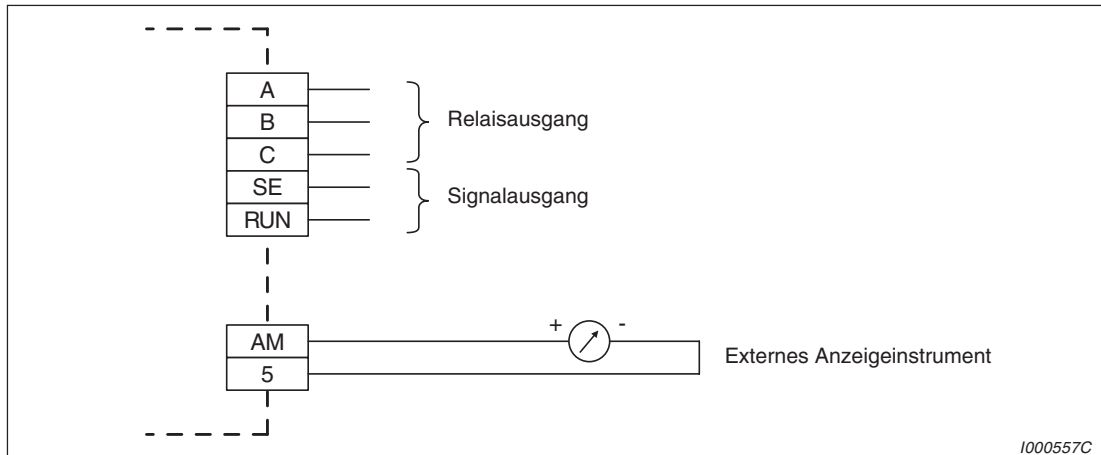 A
B
C
Relaisausgang
SE
RUN
Signalausgang
AM
5
+ -
Externes Anzeigeinstrument
I000557C